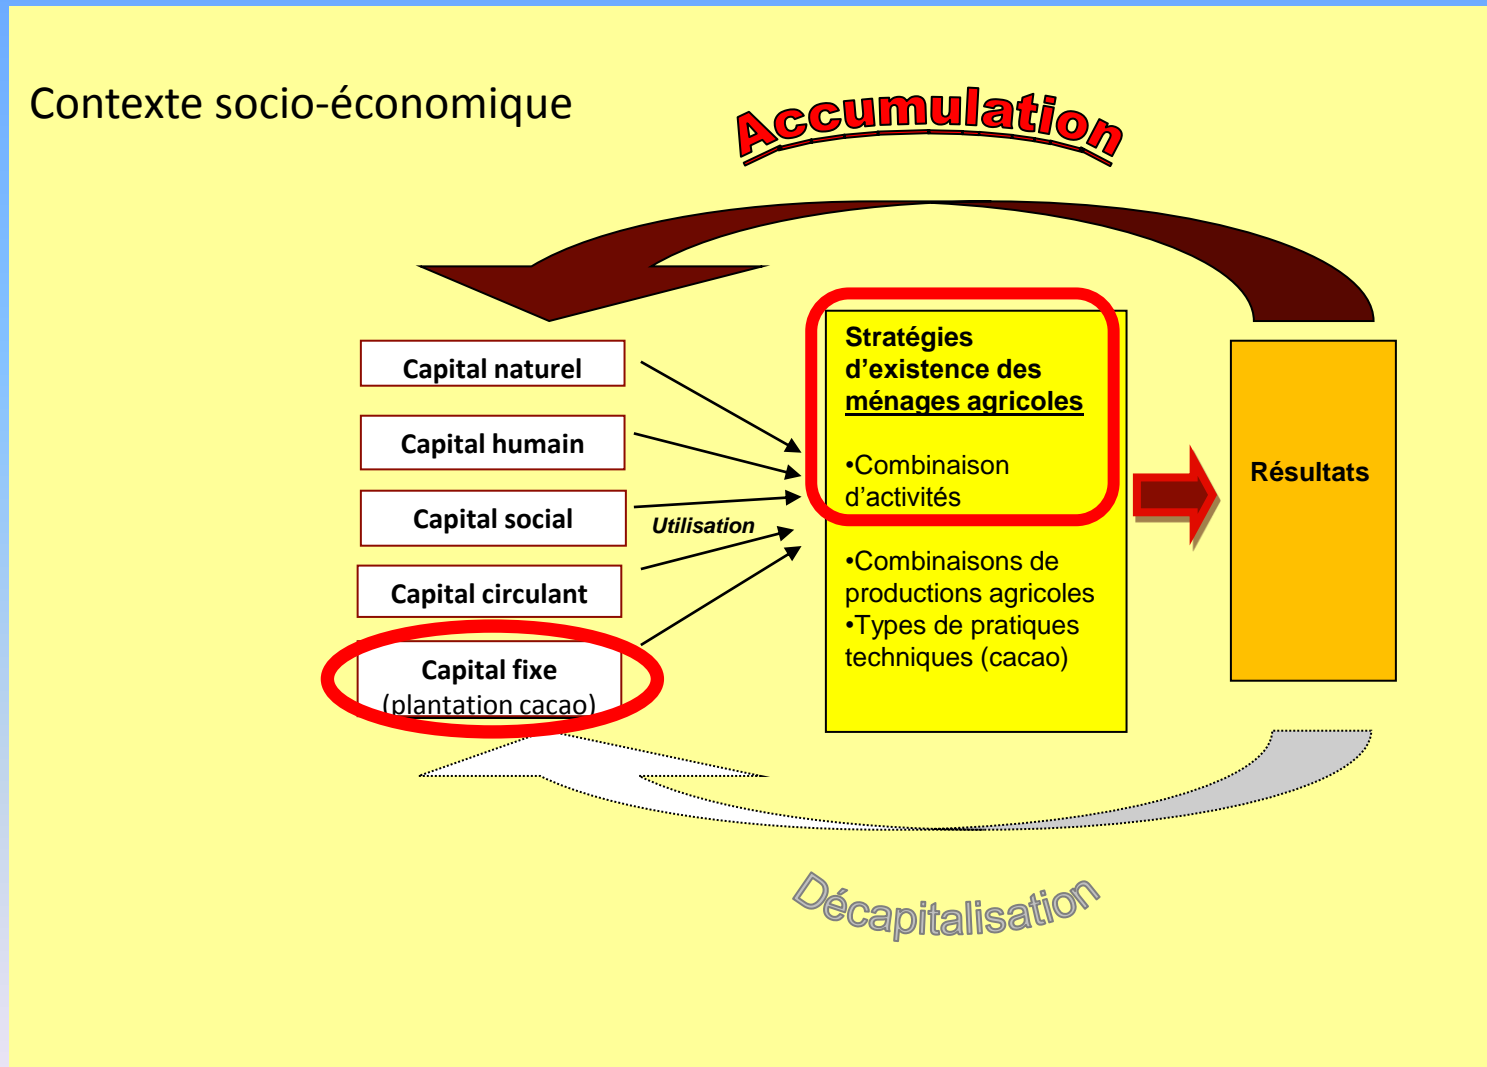 Contexte socio-économique
Accumulation
Capital naturel
Capital humain
Capital social
Capital circulant
Capital fixe
(plantation cacao)
Utilisation
Stratégies
d'existence des
ménages agricoles
•Combinaison
d'activités
•Combinaisons de
productions agricoles
•Types de pratiques
techniques (cacao)
Résultats
Décapitalisation